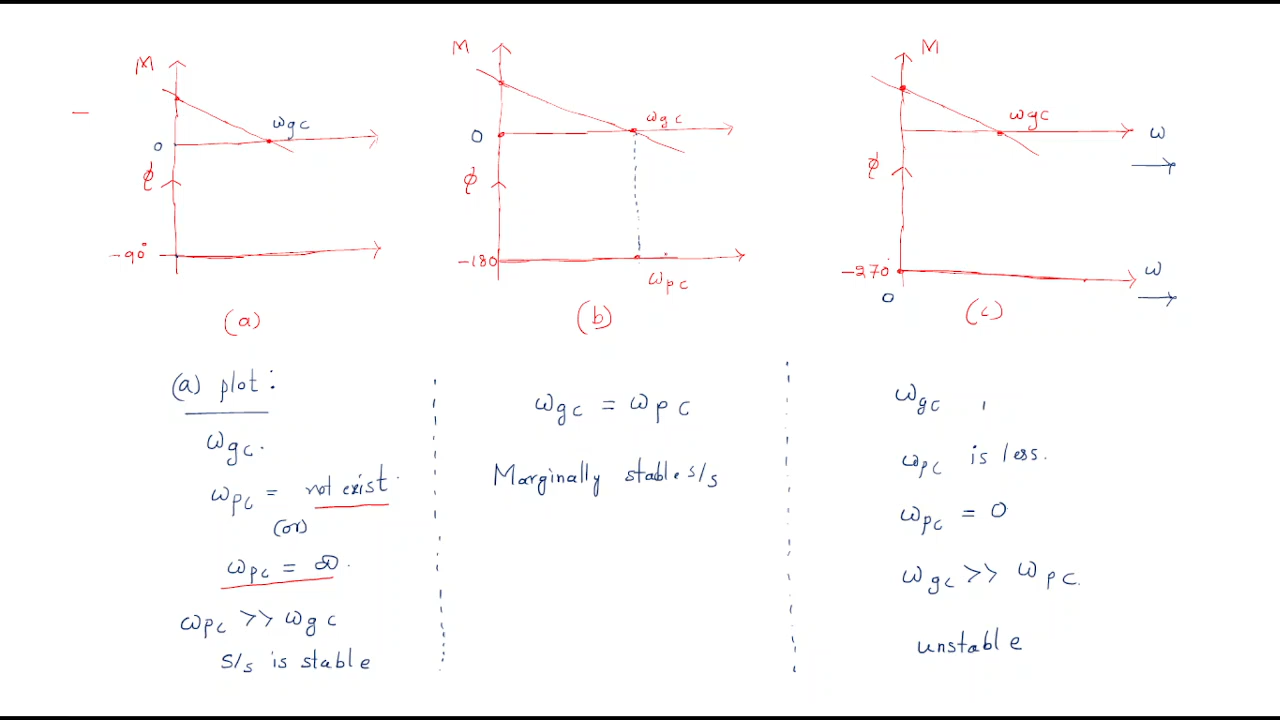 M
ωgc
0
ϕ
-90°
(a)
M
ωgc
0
ϕ
-180
ωpc
(b)
M
ωgc
ω
ϕ
-270°
ω
0
(c)
(a) plot:
ωgc.
ωpc = not exist.
(or)
ωpc = ∞.
ωpc >> ωgc
s/s is stable
ωgc = ωpc
Marginally stable s/s
ωgc ,
ωpc is less.
ωpc = 0
ωgc >> ωpc.
unstable